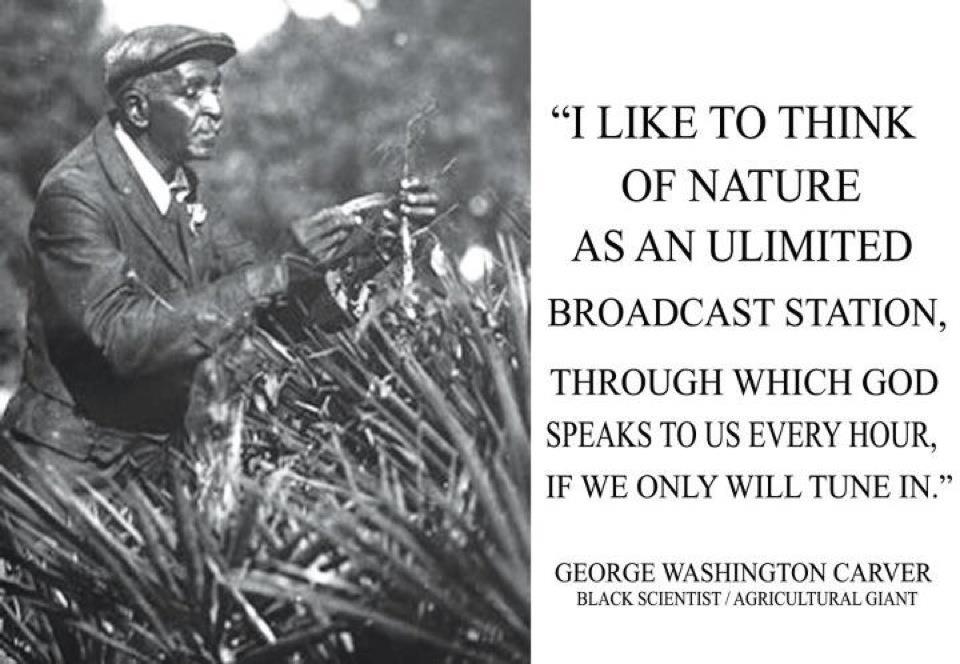 “I LIKE TO THINK
OF NATURE
AS AN ULIMITED
BROADCAST STATION,
THROUGH WHICH GOD
SPEAKS TO US EVERY HOUR,
IF WE ONLY WILL TUNE IN.”
GEORGE WASHINGTON CARVER
BLACK SCIENTIST / AGRICULTURAL GIANT